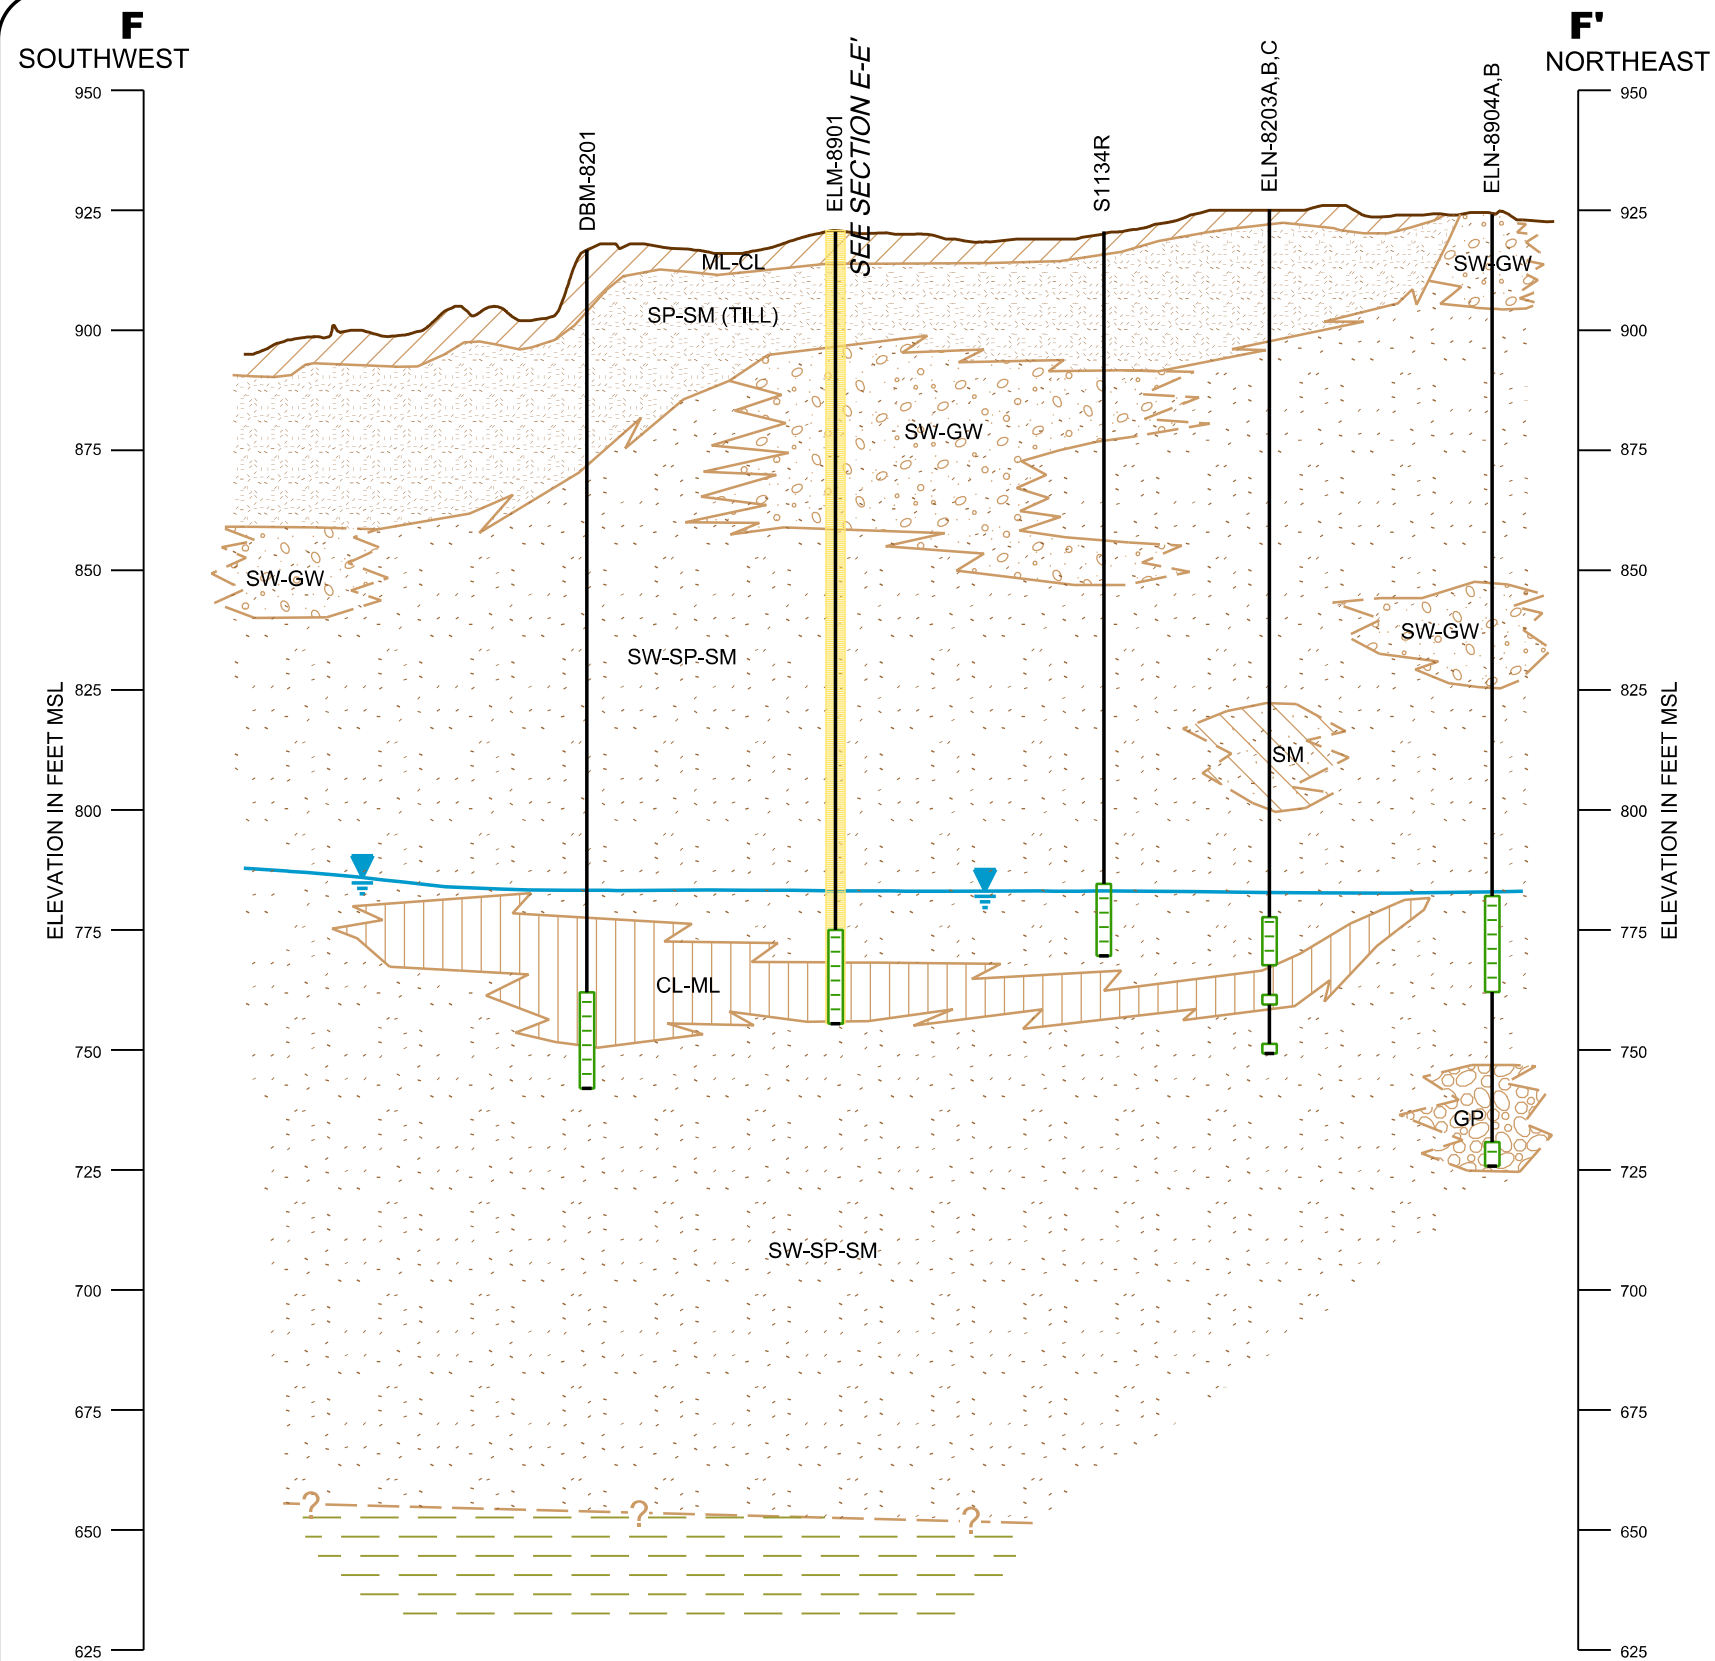 F
SOUTHWEST
F'
NORTHEAST
DBM-8201
ELM-8901
SEE SECTION E-E'
S1134R
ELN-8203A,B,C
ELN-8904A,B
950
925
900
875
850
825
800
775
750
725
700
675
650
625
ELEVATION IN FEET MSL
ML-CL
SP-SM (TILL)
SW-GW
SW-GW
SW-GW
SW-SP-SM
SW-GW
SM
CL-ML
GP
SW-SP-SM
? ? ?
950
925
900
875
850
825
800
775
750
725
700
675
650
625
ELEVATION IN FEET MSL